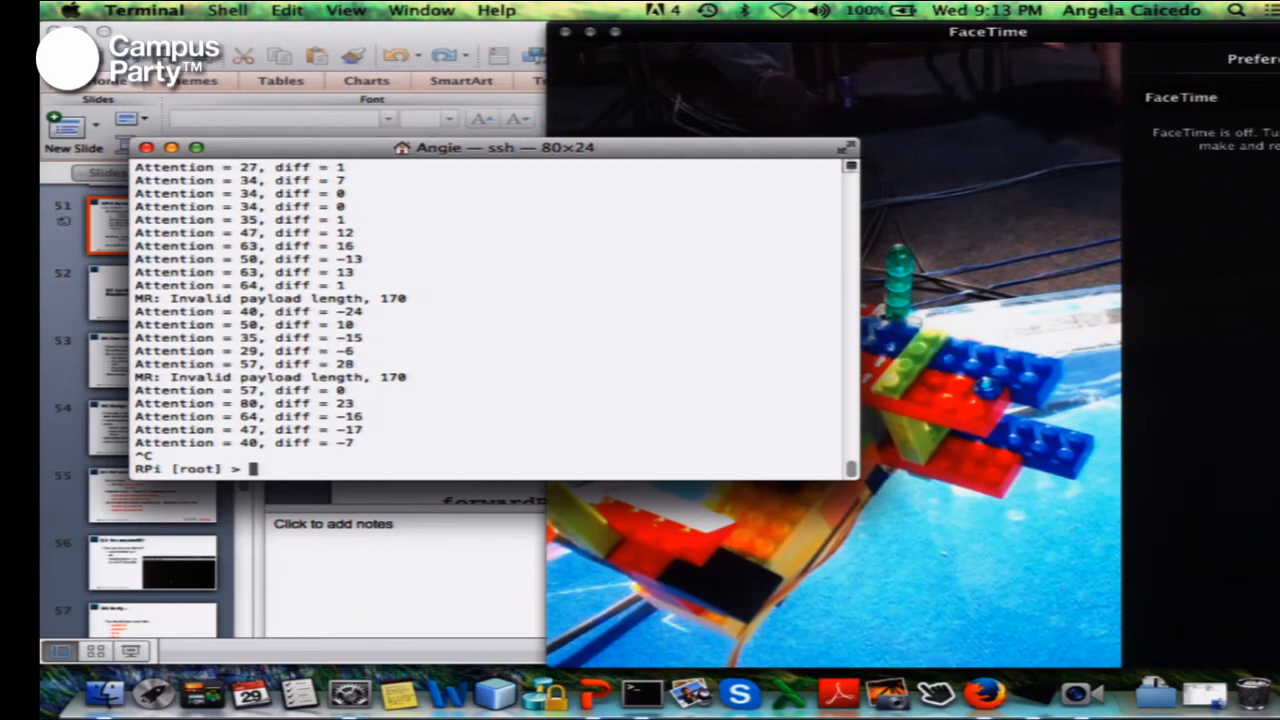 Terminal Shell Edit View Window Help
4
100%
Wed 9:13 PM Angela Caicedo
Campus
Party™
FaceTime
Tables
Charts
SmartArt
Slides
Font
New Slide
Prefere
FaceTime
FaceTime is off. Tu
make and re
Angie — ssh — 80×24
Attention = 27, diff = 1
Attention = 34, diff = 7
Attention = 34, diff = 0
Attention = 34, diff = 0
Attention = 35, diff = 1
Attention = 47, diff = 12
Attention = 63, diff = 16
Attention = 50, diff = -13
Attention = 63, diff = 13
Attention = 64, diff = 1
MR: Invalid payload length, 170
Attention = 40, diff = -24
Attention = 50, diff = 10
Attention = 35, diff = -15
Attention = 29, diff = -6
Attention = 57, diff = 28
MR: Invalid payload length, 170
Attention = 57, diff = 0
Attention = 80, diff = 23
Attention = 64, diff = -16
Attention = 47, diff = -17
Attention = 40, diff = -7
^C
RPi [root] >
Slides
51
52
53
54
55
56
57
Click to add notes
29